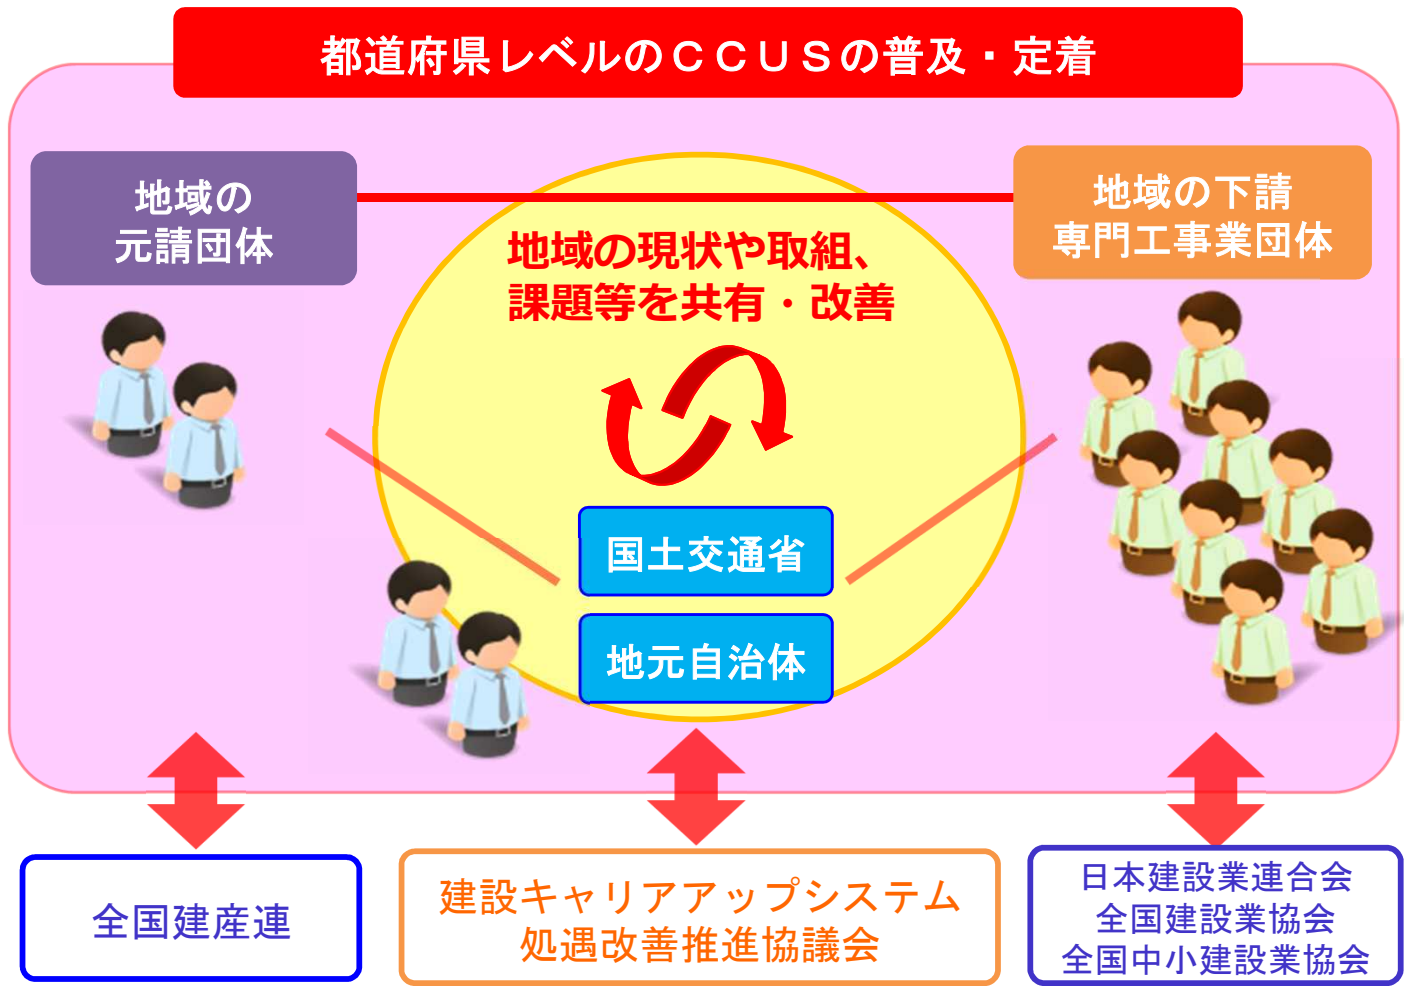 都道府県レベルのＣＣＵＳの普及・定着
地域の
元請団体
地域の下請
専門工事業団体
地域の現状や取組、
課題等を共有・改善
国土交通省
地元自治体
全国建産連
建設キャリアアップシステム
処遇改善推進協議会
日本建設業連合会
全国建設業協会
全国中小建設業協会